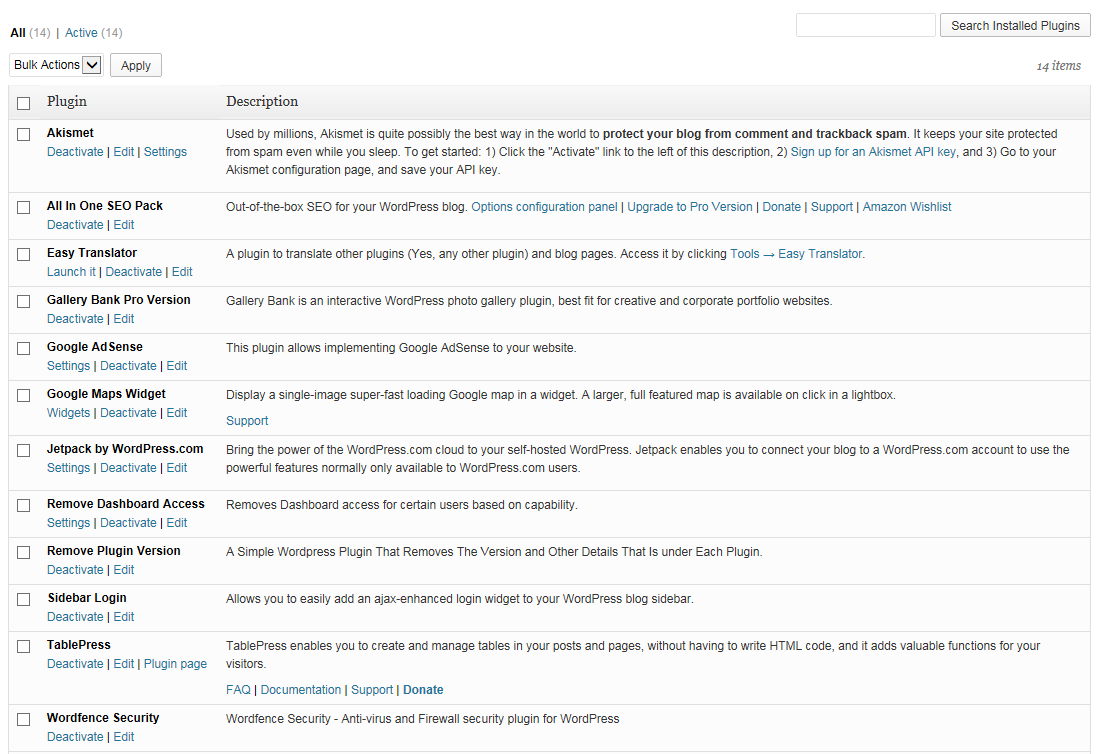 All (14) | Active (14)
Search Installed Plugins
Bulk Actions
Apply
14 items
Plugin
Description
Akismet
Deactivate | Edit | Settings
Used by millions, Akismet is quite possibly the best way in the world to protect your blog from comment and trackback spam. It keeps your site protected
from spam even while you sleep. To get started: 1) Click the "Activate" link to the left of this description, 2) Sign up for an Akismet API key, and 3) Go to your
Akismet configuration page, and save your API key.
All In One SEO Pack
Deactivate | Edit
Out-of-the-box SEO for your WordPress blog. Options configuration panel | Upgrade to Pro Version | Donate | Support | Amazon Wishlist
Easy Translator
Launch it | Deactivate | Edit
A plugin to translate other plugins (Yes, any other plugin) and blog pages. Access it by clicking Tools → Easy Translator.
Gallery Bank Pro Version
Deactivate | Edit
Gallery Bank is an interactive WordPress photo gallery plugin, best fit for creative and corporate portfolio websites.
Google AdSense
Settings | Deactivate | Edit
This plugin allows implementing Google AdSense to your website.
Google Maps Widget
Widgets | Deactivate | Edit
Display a single-image super-fast loading Google map in a widget. A larger, full featured map is available on click in a lightbox.
Support
Jetpack by WordPress.com
Settings | Deactivate | Edit
Bring the power of the WordPress.com cloud to your self-hosted WordPress. Jetpack enables you to connect your blog to a WordPress.com account to use the
powerful features normally only available to WordPress.com users.
Remove Dashboard Access
Settings | Deactivate | Edit
Removes Dashboard access for certain users based on capability.
Remove Plugin Version
Deactivate | Edit
A Simple Wordpress Plugin That Removes The Version and Other Details That Is under Each Plugin.
Sidebar Login
Deactivate | Edit
Allows you to easily add an ajax-enhanced login widget to your WordPress blog sidebar.
TablePress
Deactivate | Edit | Plugin page
TablePress enables you to create and manage tables in your posts and pages, without having to write HTML code, and it adds valuable functions for your
visitors.
FAQ | Documentation | Support | Donate
Wordfence Security
Deactivate | Edit
Wordfence Security - Anti-virus and Firewall security plugin for WordPress